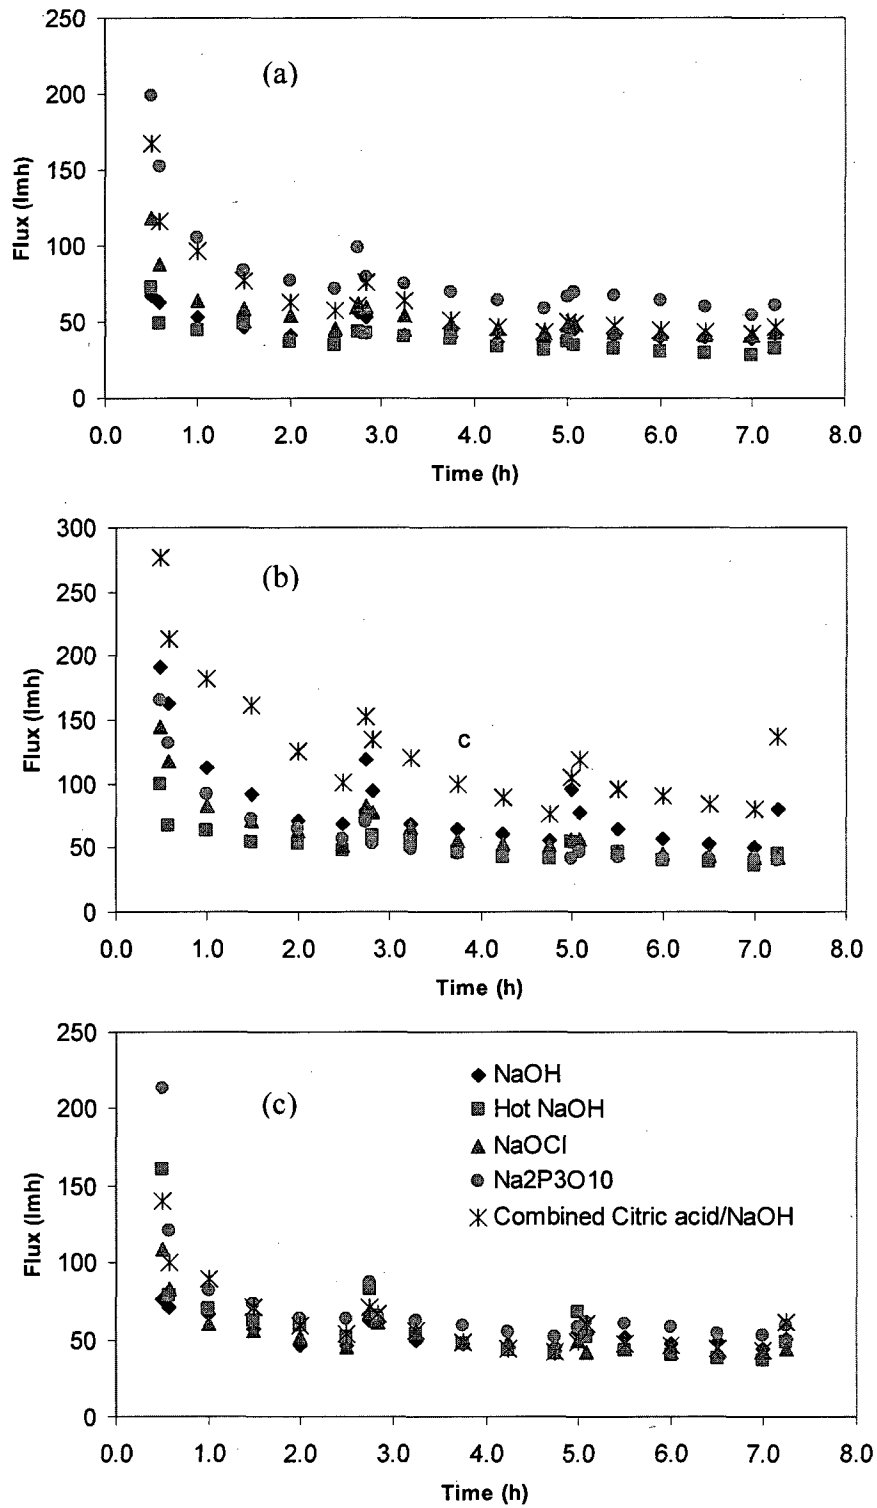 250
200
150
100
50
0
Flux (lmh)
(a)
0.0 1.0 2.0 3.0 4.0 5.0 6.0 7.0 8.0
Time (h)
300
250
200
150
100
50
0
Flux (lmh)
(b)
c
0.0 1.0 2.0 3.0 4.0 5.0 6.0 7.0 8.0
Time (h)
250
200
150
100
50
0
Flux (lmh)
(c)
NaOH
Hot NaOH
NaOCl
Na2P3O10
Combined Citric acid/NaOH
0.0 1.0 2.0 3.0 4.0 5.0 6.0 7.0 8.0
Time (h)